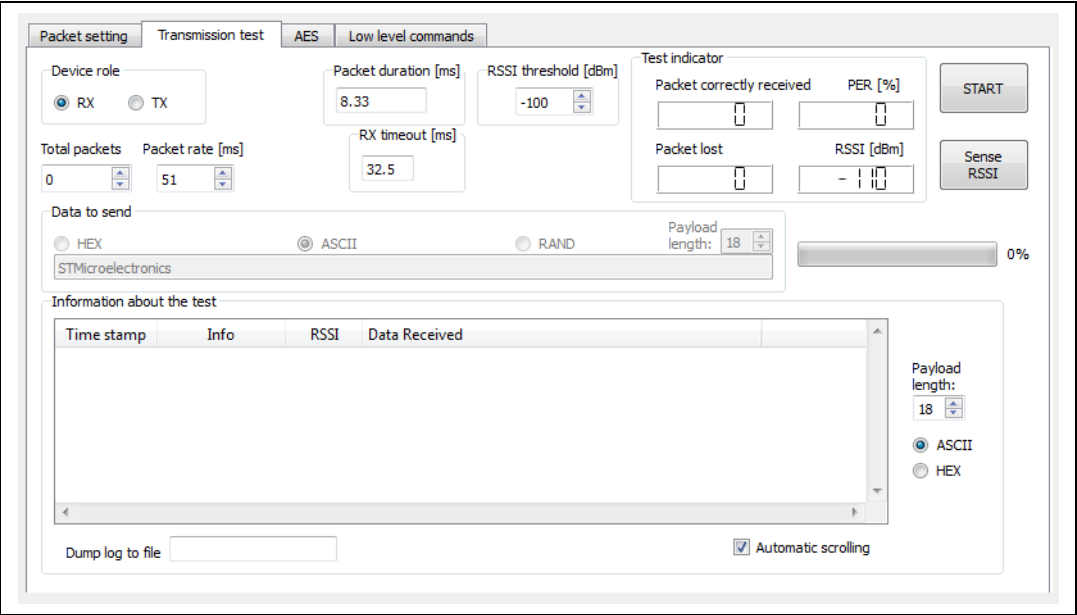 Packet setting Transmission test AES Low level commands
Device role
RX TX
Packet duration [ms]
8.33
RSSI threshold [dBm]
-100
Test indicator
Packet correctly received PER [%]
0 0
Packet lost RSSI [dBm]
0 -110
START
Sense
RSSI
Total packets Packet rate [ms]
0 51
RX timeout [ms]
32.5
Data to send
HEX ASCII RAND
Payload
length: 18
STMicroelectronics
0%
Information about the test
Time stamp Info RSSI Data Received
Payload
length:
18
ASCII
HEX
Dump log to file
Automatic scrolling